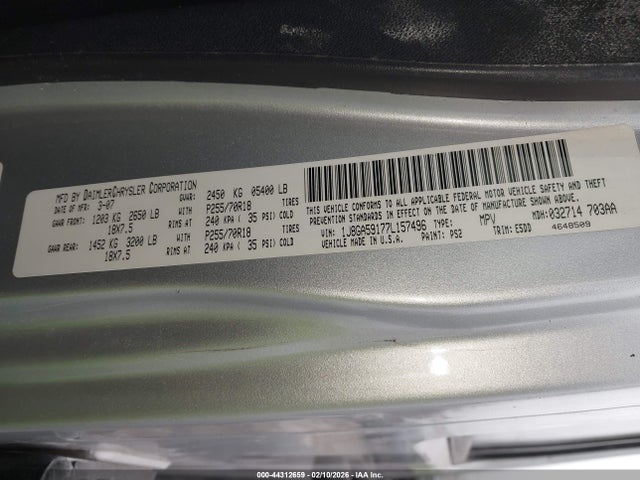 MFD BY DAIMLERCHRYSLER CORPORATION
DATE OF MFR: 3-07 GVWR: 2450 KG 05400 LB
GAWR FRONT: 1203 KG 2650 LB WITH P255/70R18 TIRES
18X7.5 RIMS AT 240 KPA ( 35 PSI) COLD
GAWR REAR: 1452 KG 3200 LB WITH P255/70R18 TIRES
18X7.5 RIMS AT 240 KPA ( 35 PSI) COLD
THIS VEHICLE CONFORMS TO ALL APPLICABLE FEDERAL MOTOR VEHICLE SAFETY AND THEFT
PREVENTION STANDARDS IN EFFECT ON THE DATE OF MANUFACTURE SHOWN ABOVE.
VIN: 1J8GA59177L157496 TYPE: MPV MDH:032714 703AA
MADE IN U.S.A. PAINT: PS2 TRIM: E5DD 4648509
000-44312659 - 02/10/2026 - IAA Inc.